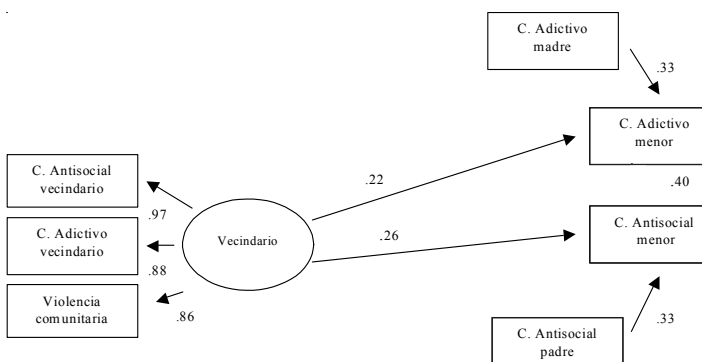 C. Adictivo
madre
.33
C. Adictivo
menor
C. Antisocial
vecindario
.22
.40
.97
C. Adictivo
vecindario
Vecindario
.26
C. Antisocial
menor
.88
Violencia
comunitaria
.86
.33
C. Antisocial
padre